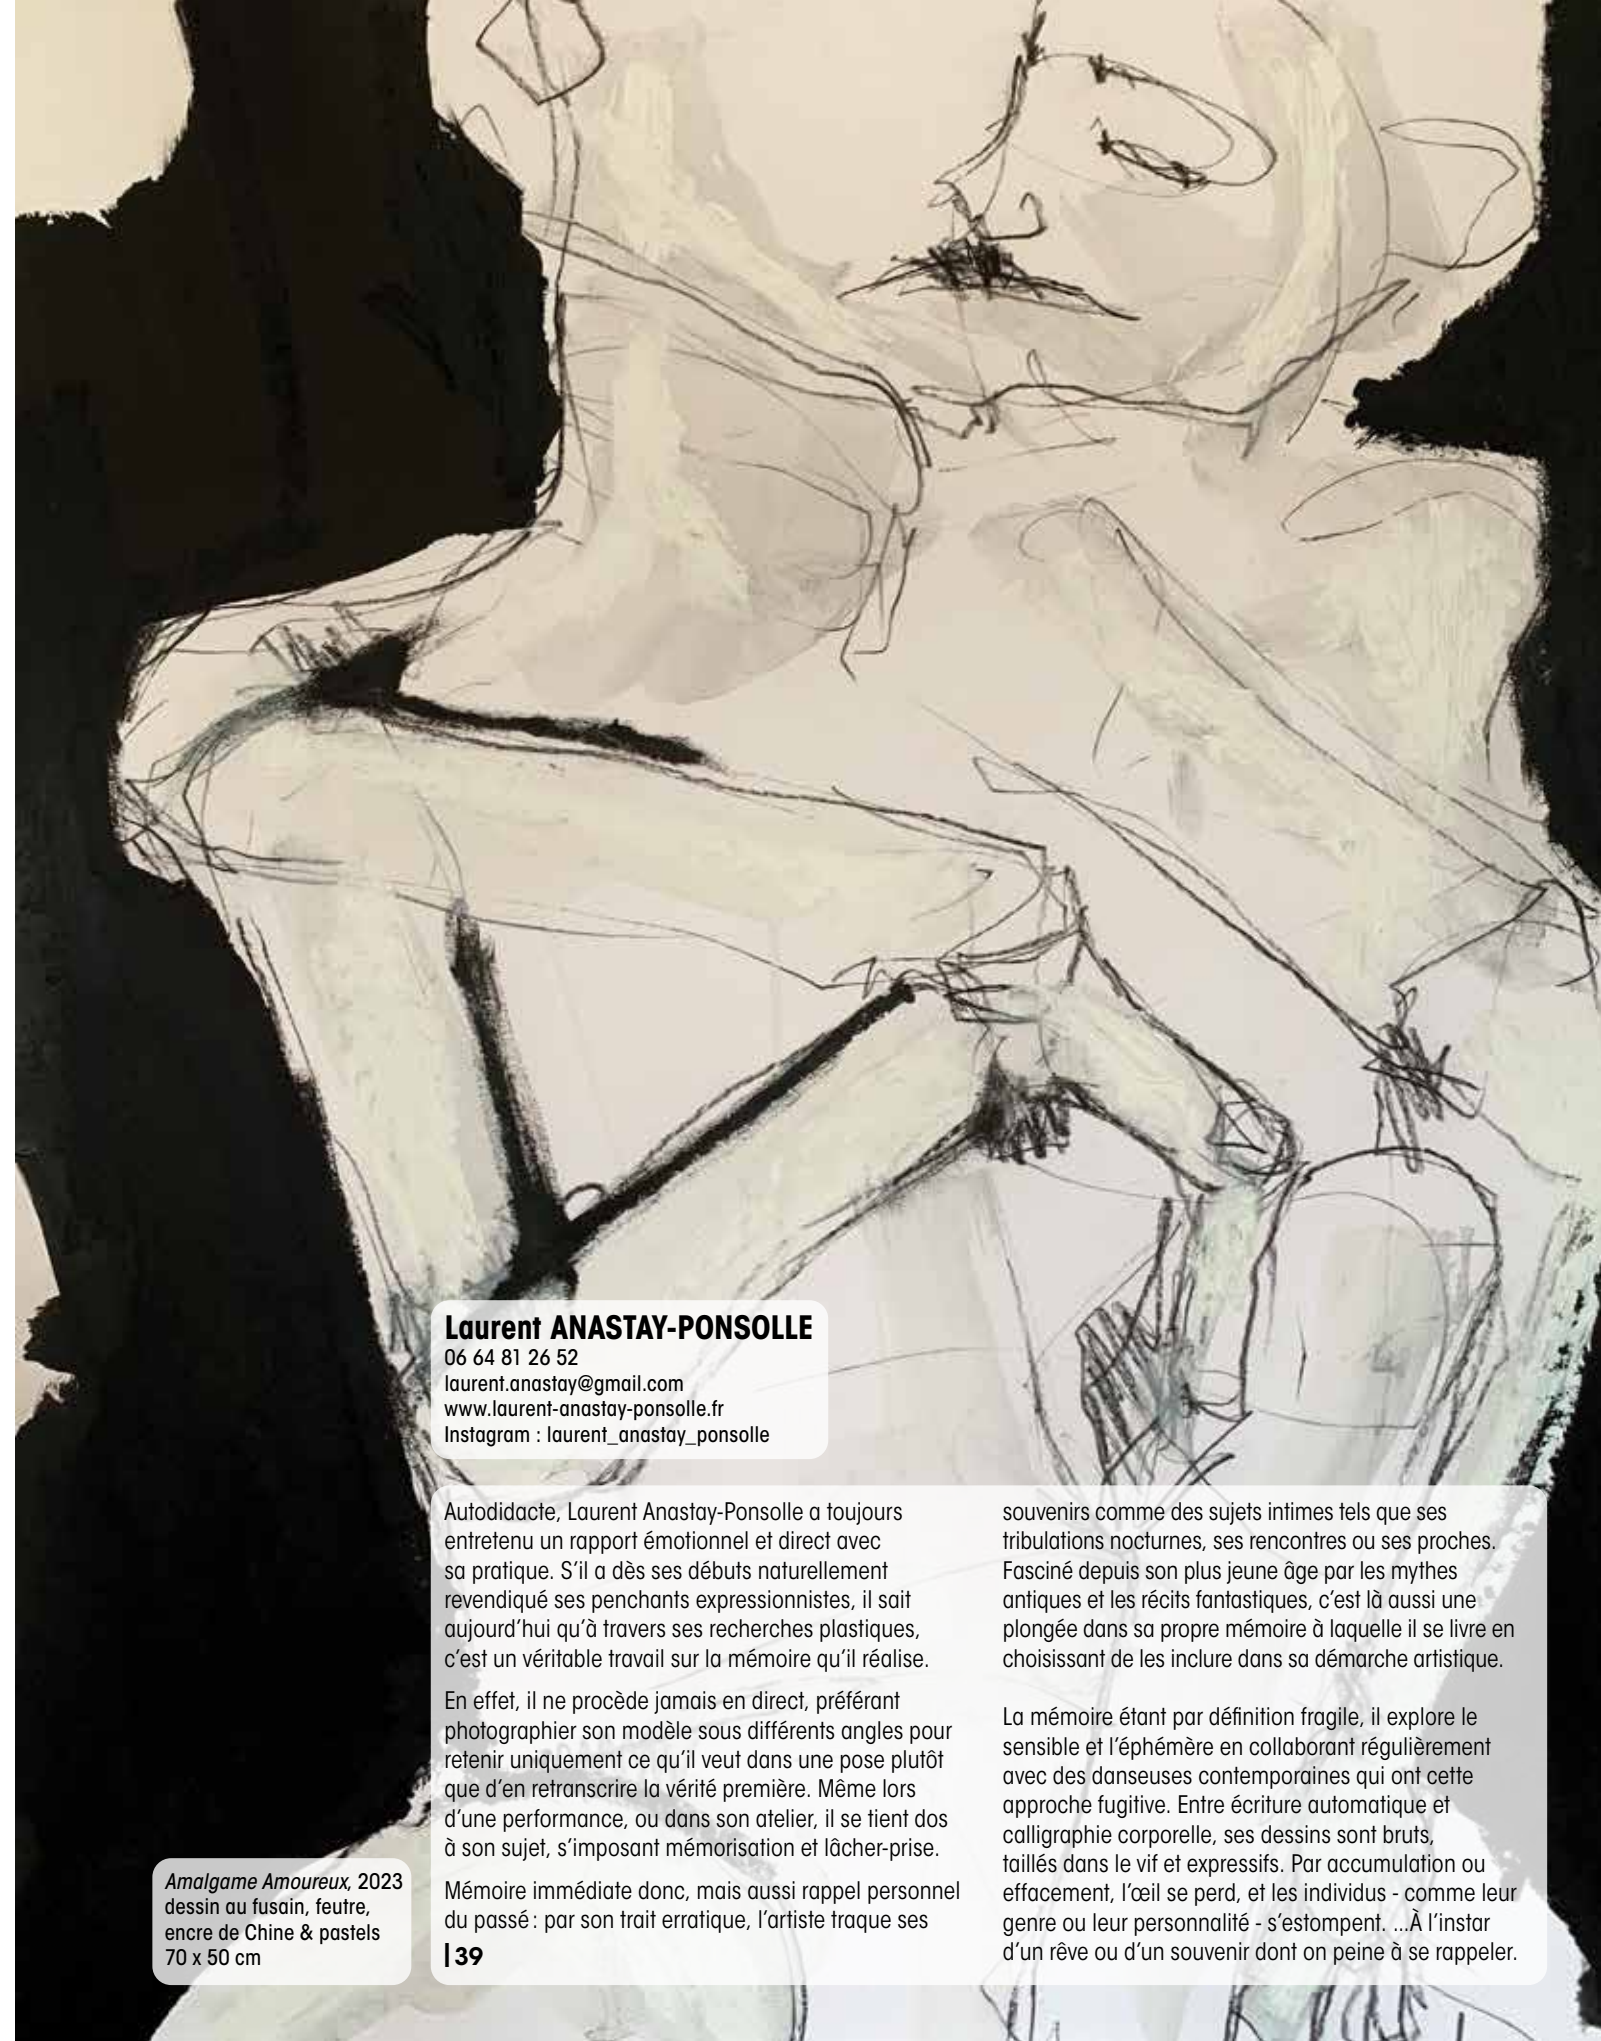 Laurent ANASTAY-PONSOLLE
06 64 81 26 52
laurent.anastay@gmail.com
www.laurent-anastay-ponsolle.fr
Instagram : laurent_anastay_ponsolle
Autodidacte, Laurent Anastay-Ponsolle a toujours
entretenu un rapport émotionnel et direct avec
sa pratique. S’il a dès ses débuts naturellement
revendiqué ses penchants expressionnistes, il sait
aujourd’hui qu’à travers ses recherches plastiques,
c’est un véritable travail sur la mémoire qu’il réalise.
En effet, il ne procède jamais en direct, préférant
photographier son modèle sous différents angles pour
retenir uniquement ce qu’il veut dans une pose plutôt
que d’en retranscrire la vérité première. Même lors
d’une performance, ou dans son atelier, il se tient dos
à son sujet, s’imposant mémorisation et lâcher-prise.
Mémoire immédiate donc, mais aussi rappel personnel
du passé : par son trait erratique, l’artiste traque ses
souvenirs comme des sujets intimes tels que ses
tribulations nocturnes, ses rencontres ou ses proches.
Fasciné depuis son plus jeune âge par les mythes
antiques et les récits fantastiques, c’est là aussi une
plongée dans sa propre mémoire à laquelle il se livre en
choisissant de les inclure dans sa démarche artistique.
La mémoire étant par définition fragile, il explore le
sensible et l’éphémère en collaborant régulièrement
avec des danseuses contemporaines qui ont cette
approche fugitive. Entre écriture automatique et
calligraphie corporelle, ses dessins sont bruts,
taillés dans le vif et expressifs. Par accumulation ou
effacement, l’œil se perd, et les individus - comme leur
genre ou leur personnalité - s’estompent. ...À l’instar
d’un rêve ou d’un souvenir dont on peine à se rappeler.
Amalgame Amoureux, 2023
dessin au fusain, feutre,
encre de Chine & pastels
70 x 50 cm
| 39